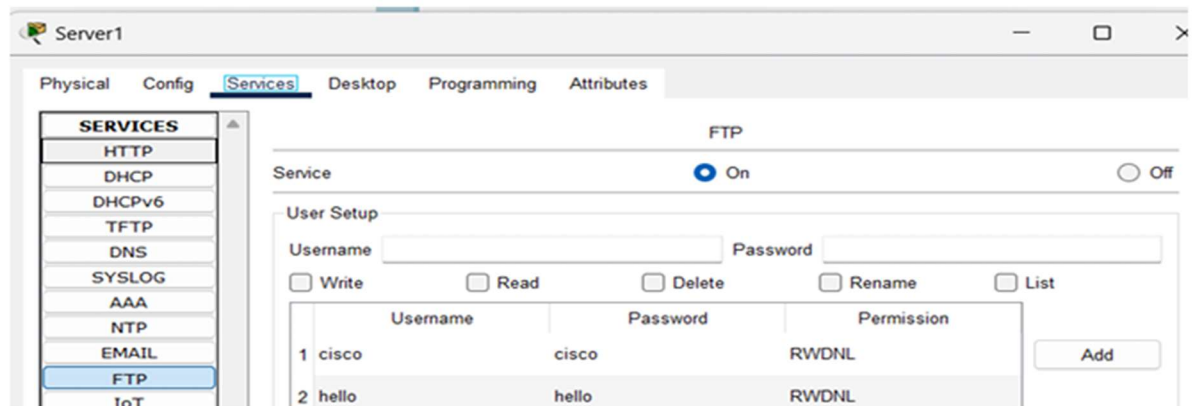 Server1
Physical Config Services Desktop Programming Attributes
SERVICES
HTTP
DHCP
DHCPv6
TFTP
DNS
SYSLOG
AAA
NTP
EMAIL
FTP
IoT
FTP
Service On Off
User Setup
Username Password
Write Read Delete Rename List
Username Password Permission
1 cisco cisco RWDNL
Add
2 hello hello RWDNL